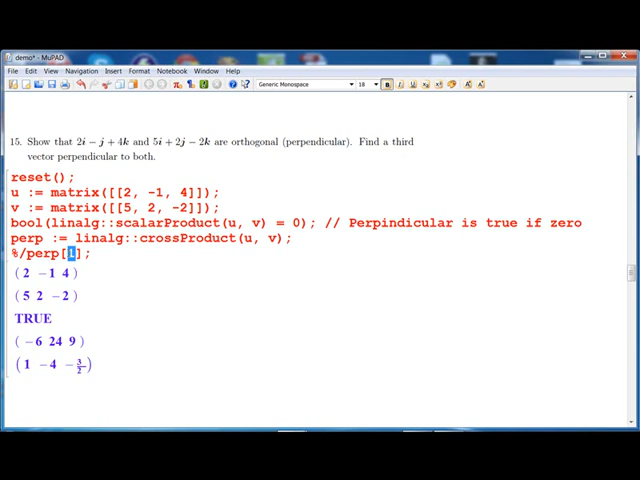 demo* - MuPAD
File Edit View Navigation Insert Format Notebook Window Help
Generic Monospace 18 B I U
15. Show that 2i − j + 4k and 5i + 2j − 2k are orthogonal (perpendicular). Find a third
vector perpendicular to both.
reset();
u := matrix([[2, -1, 4]]);
v := matrix([[5, 2, -2]]);
bool(linalg::scalarProduct(u, v) = 0); // Perpindicular is true if zero
perp := linalg::crossProduct(u, v);
%/perp[1];
( 2 −1 4 )
( 5 2 −2 )
TRUE
( −6 24 9 )
( 1 −4 −3/2 )